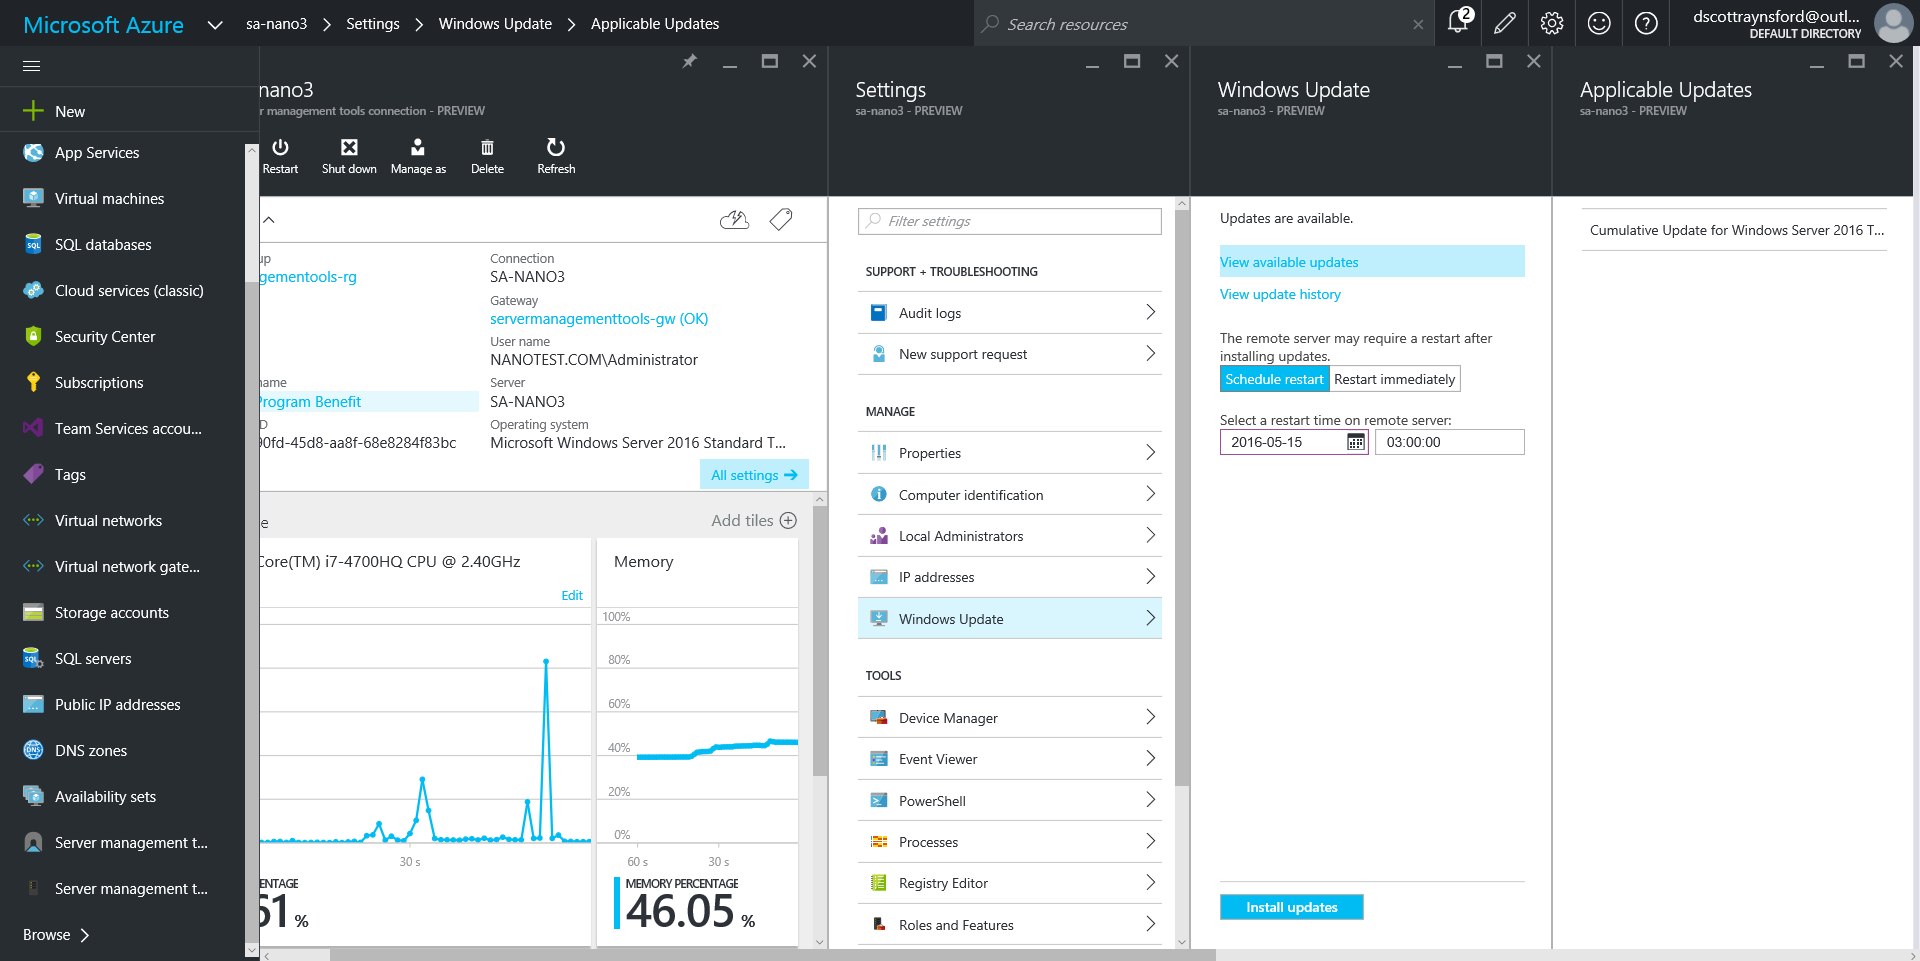 Microsoft Azure
sa-nano3
Settings
Windows Update
Applicable Updates
Search resources
2
dscottraynsford@outl...
DEFAULT DIRECTORY
New
App Services
Virtual machines
SQL databases
Cloud services (classic)
Security Center
Subscriptions
Team Services accou...
Tags
Virtual networks
Virtual network gate...
Storage accounts
SQL servers
Public IP addresses
DNS zones
Availability sets
Server management t...
Server management t...
Browse
nano3
er management tools connection - PREVIEW
Restart
Shut down
Manage as
Delete
Refresh
up
gementools-rg
name
Program Benefit
ID
90fd-45d8-aa8f-68e8284f83bc
Connection
SA-NANO3
Gateway
servermanagementtools-gw (OK)
User name
NANOTEST.COM\Administrator
Server
SA-NANO3
Operating system
Microsoft Windows Server 2016 Standard T...
All settings
e
Add tiles
Core(TM) i7-4700HQ CPU @ 2.40GHz
Edit
30 s
ENTAGE
61 %
Memory
100%
80%
60%
40%
20%
0%
60 s
30 s
MEMORY PERCENTAGE
46.05 %
Settings
sa-nano3 - PREVIEW
Filter settings
SUPPORT + TROUBLESHOOTING
Audit logs
New support request
MANAGE
Properties
Computer identification
Local Administrators
IP addresses
Windows Update
TOOLS
Device Manager
Event Viewer
PowerShell
Processes
Registry Editor
Roles and Features
Windows Update
sa-nano3 - PREVIEW
Updates are available.
View available updates
View update history
The remote server may require a restart after
installing updates.
Schedule restart
Restart immediately
Select a restart time on remote server:
2016-05-15
03:00:00
Install updates
Applicable Updates
sa-nano3 - PREVIEW
Cumulative Update for Windows Server 2016 T...